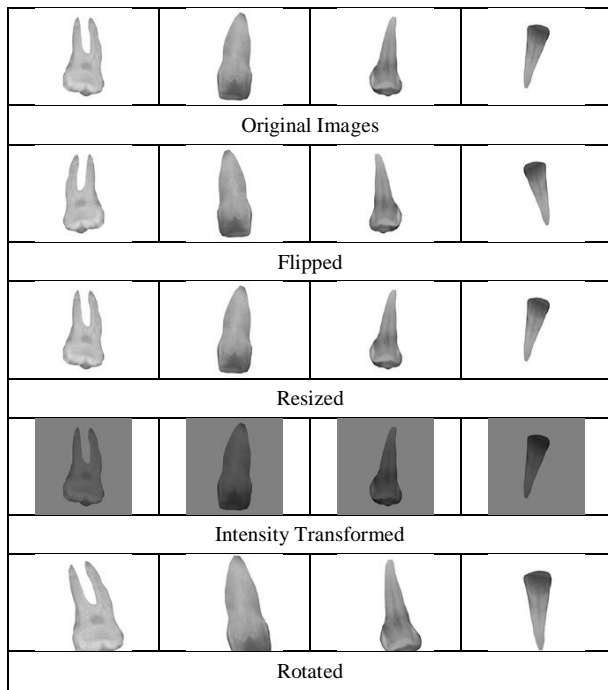 Original Images
Flipped
Resized
Intensity Transformed
Rotated